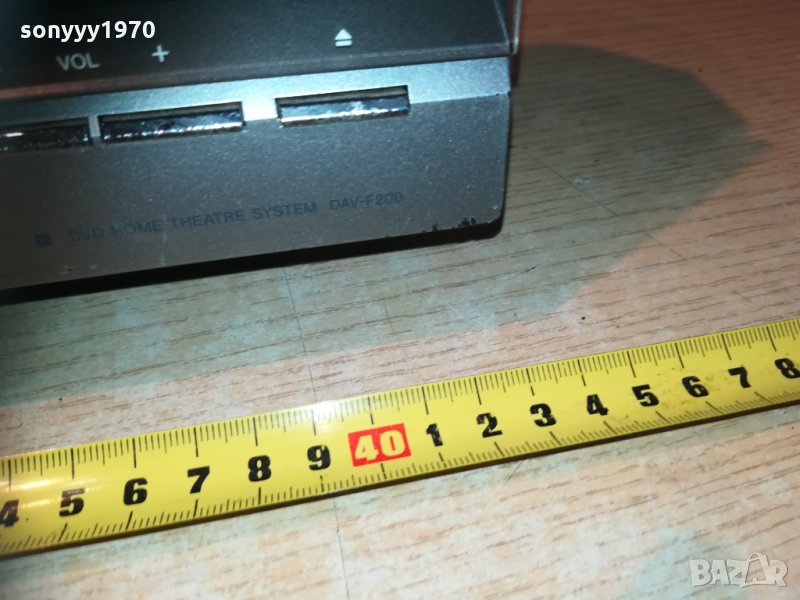 sonyyy1970
VOL +
DVD HOME THEATRE SYSTEM DAV-F200
4 5 6 7 8 9 40 1 2 3 4 5 6 7 8
BAZAR